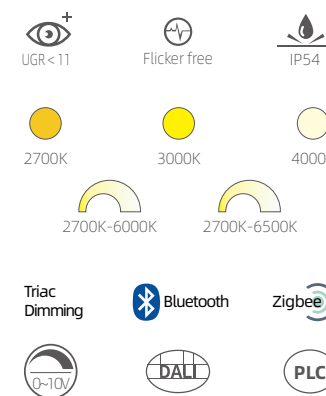 UGR<11 Flicker free IP54
2700K 3000K 4000
2700K-6000K 2700K-6500K
Triac
Dimming
Bluetooth
Zigbee
0~10V DALI PLC